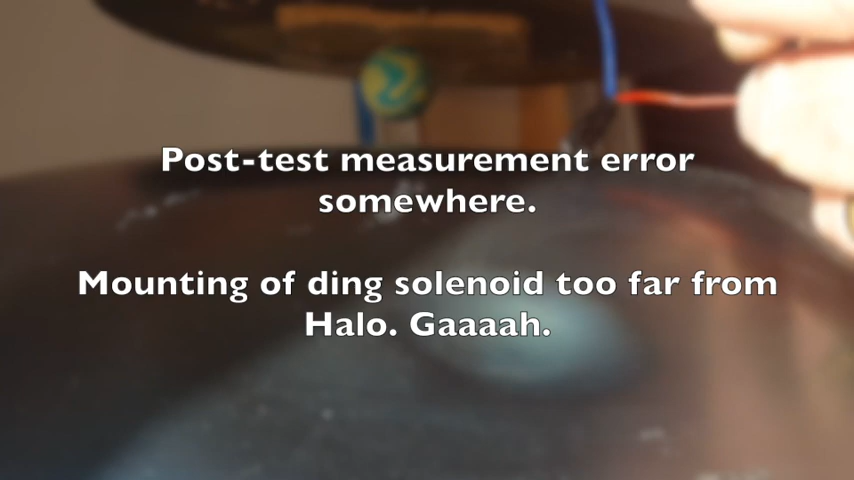 Post-test measurement error
somewhere.
Mounting of ding solenoid too far from
Halo. Gaaaah.